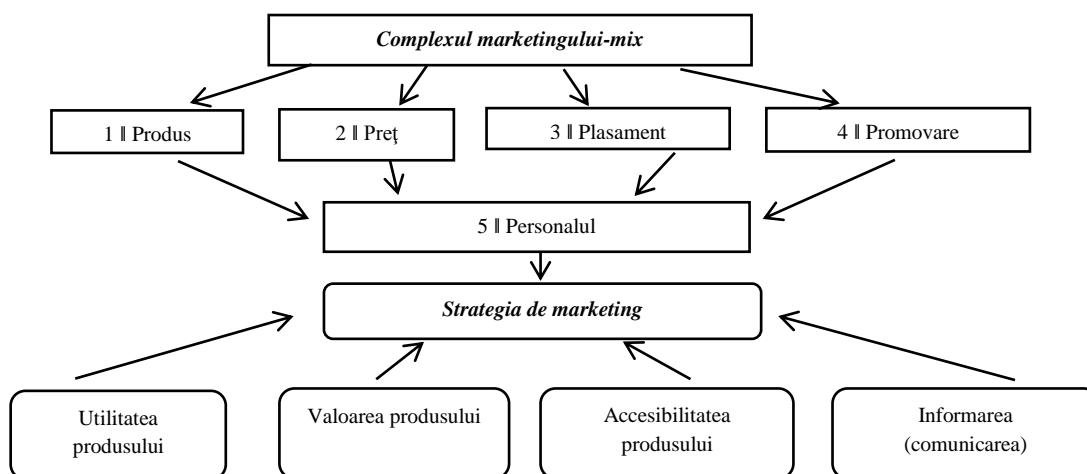 Complexul marketingului-mix
1 ‖ Produs
2 ‖ Preţ
3 ‖ Plasament
4 ‖ Promovare
5 ‖ Personalul
Strategia de marketing
Utilitatea
produsului
Valoarea produsului
Accesibilitatea
produsului
Informarea
(comunicarea)